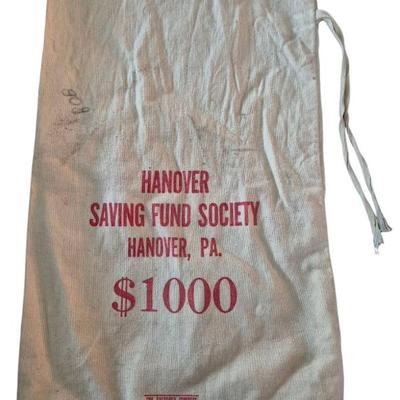 HANOVER
SAVING FUND SOCIETY
HANOVER, PA.
$1000